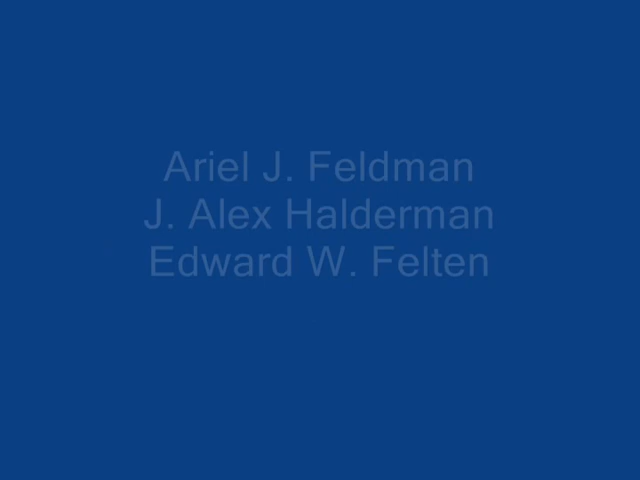 Ariel J. Feldman
J. Alex Halderman
Edward W. Felten